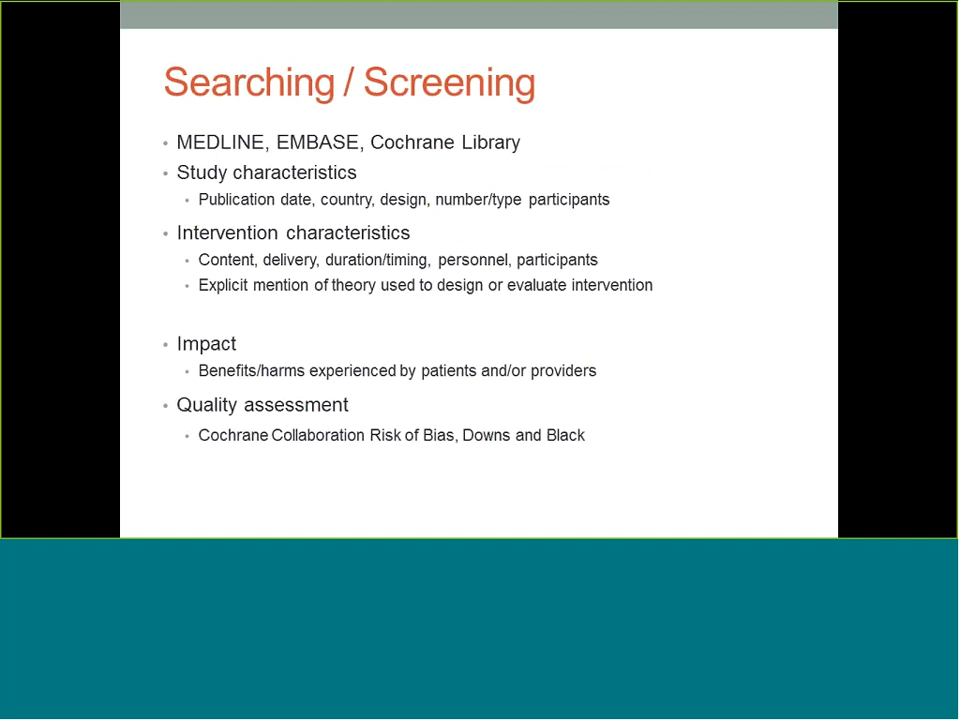 Searching / Screening
• MEDLINE, EMBASE, Cochrane Library
• Study characteristics
• Publication date, country, design, number/type participants
• Intervention characteristics
• Content, delivery, duration/timing, personnel, participants
• Explicit mention of theory used to design or evaluate intervention
• Impact
• Benefits/harms experienced by patients and/or providers
• Quality assessment
• Cochrane Collaboration Risk of Bias, Downs and Black